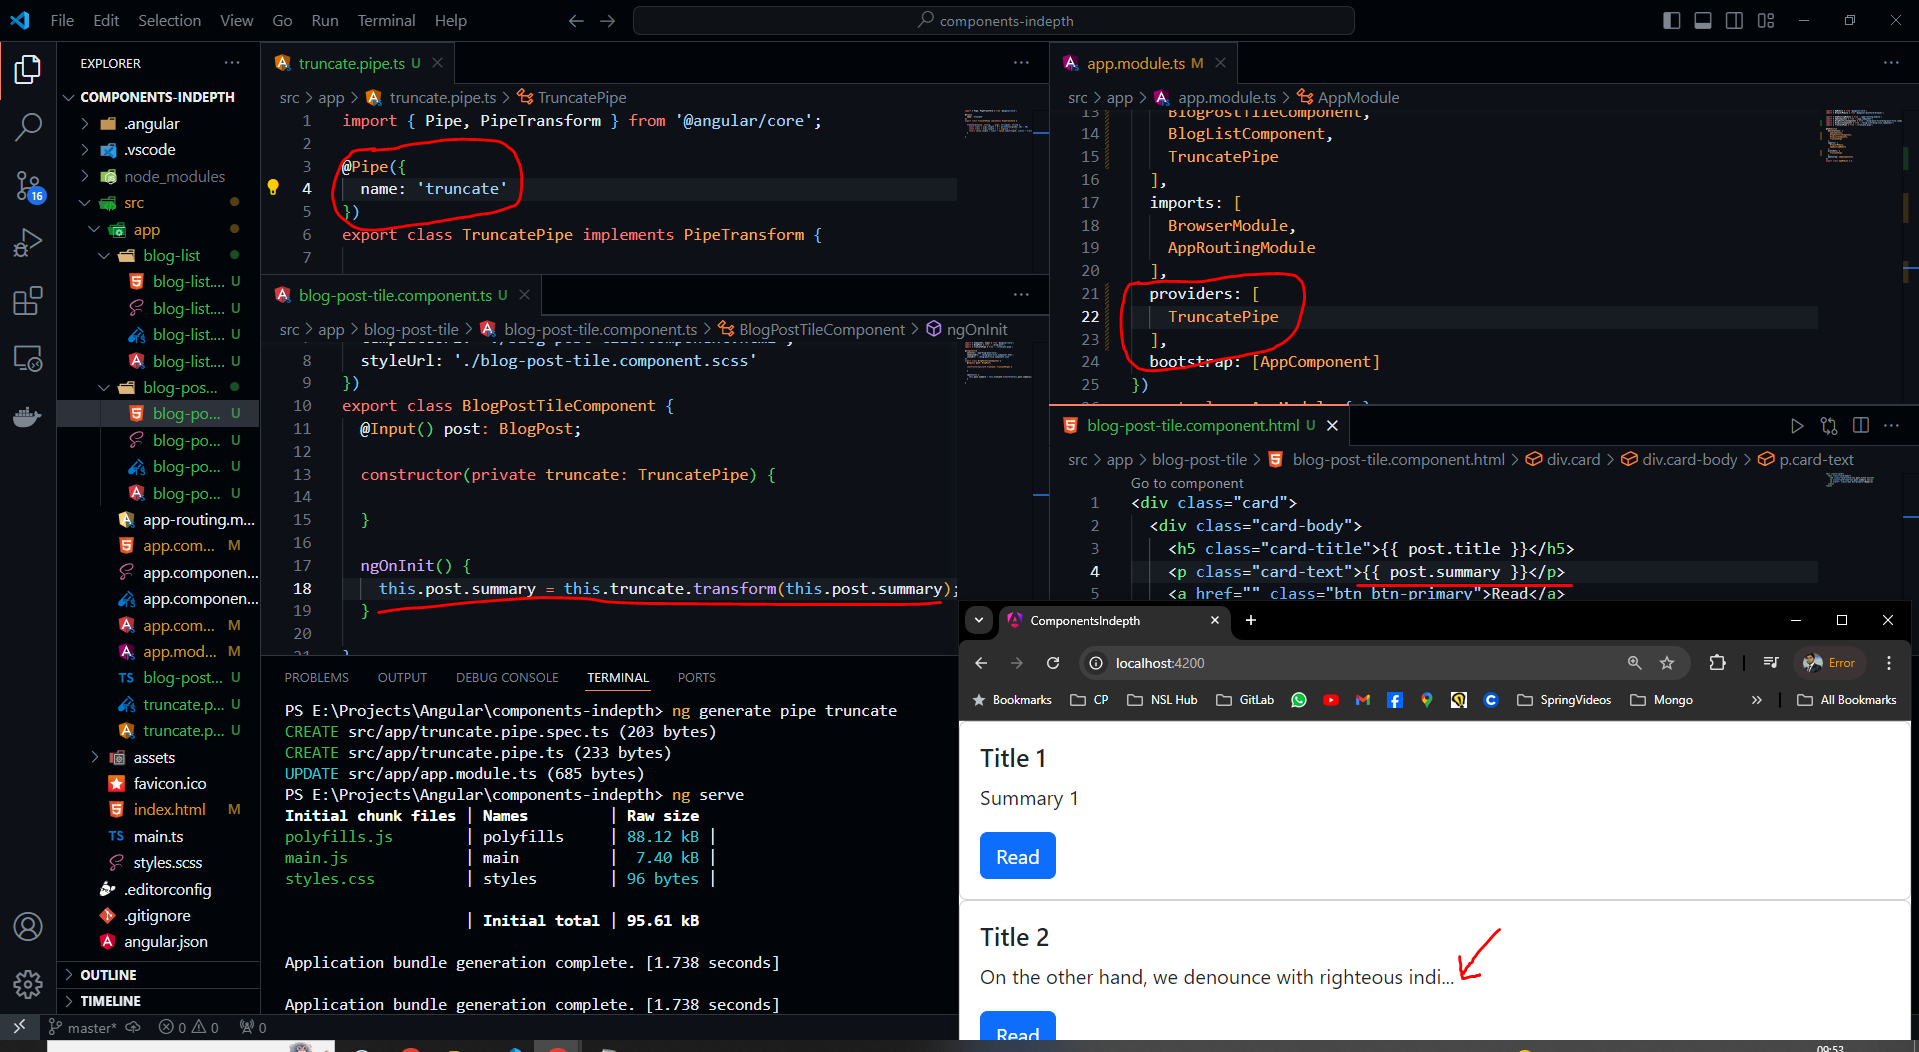 File Edit Selection View Go Run Terminal Help
components-indepth
EXPLORER
COMPONENTS-INDEPTH
.angular
.vscode
node_modules
src
app
blog-list
blog-list.... U
blog-list.... U
blog-list.... U
blog-list.... U
blog-pos...
blog-po... U
blog-po... U
blog-po... U
blog-po... U
app-routing.m...
app.com... M
app.componen...
app.componen...
app.com... M
app.mod... M
TS blog-post... U
truncate.p... U
truncate.p... U
assets
favicon.ico
index.html M
TS main.ts
styles.scss
.editorconfig
.gitignore
angular.json
OUTLINE
TIMELINE
16
truncate.pipe.ts U
src > app > truncate.pipe.ts > TruncatePipe
1 import { Pipe, PipeTransform } from '@angular/core';
2
3 @Pipe({
4 name: 'truncate'
5 })
6 export class TruncatePipe implements PipeTransform {
7
blog-post-tile.component.ts U
src > app > blog-post-tile > blog-post-tile.component.ts > BlogPostTileComponent > ngOnInit
8 styleUrl: './blog-post-tile.component.scss'
9 })
10 export class BlogPostTileComponent {
11 @Input() post: BlogPost;
12
13 constructor(private truncate: TruncatePipe) {
14
15 }
16
17 ngOnInit() {
18 this.post.summary = this.truncate.transform(this.post.summary);
19 }
20
PROBLEMS OUTPUT DEBUG CONSOLE TERMINAL PORTS
PS E:\Projects\Angular\components-indepth> ng generate pipe truncate
CREATE src/app/truncate.pipe.spec.ts (203 bytes)
CREATE src/app/truncate.pipe.ts (233 bytes)
UPDATE src/app/app.module.ts (685 bytes)
PS E:\Projects\Angular\components-indepth> ng serve
Initial chunk files | Names | Raw size
polyfills.js | polyfills | 88.12 kB |
main.js | main | 7.40 kB |
styles.css | styles | 96 bytes |
| Initial total | 95.61 kB
Application bundle generation complete. [1.738 seconds]
Application bundle generation complete. [1.738 seconds]
app.module.ts M
src > app > app.module.ts > AppModule
13 BlogPostTileComponent,
14 BlogListComponent,
15 TruncatePipe
16 ],
17 imports: [
18 BrowserModule,
19 AppRoutingModule
20 ],
21 providers: [
22 TruncatePipe
23 ],
24 bootstrap: [AppComponent]
25 })
blog-post-tile.component.html U
src > app > blog-post-tile > blog-post-tile.component.html > div.card > div.card-body > p.card-text
Go to component
1 <div class="card">
2 <div class="card-body">
3 <h5 class="card-title">{{ post.title }}</h5>
4 <p class="card-text">{{ post.summary }}</p>
5 <a href="" class="btn btn-primary">Read</a>
ComponentsIndepth
localhost:4200
Error
Bookmarks CP NSL Hub GitLab SpringVideos Mongo » All Bookmarks
Title 1
Summary 1
Read
Title 2
On the other hand, we denounce with righteous indi...
Read
master* 0 0 0
09:53